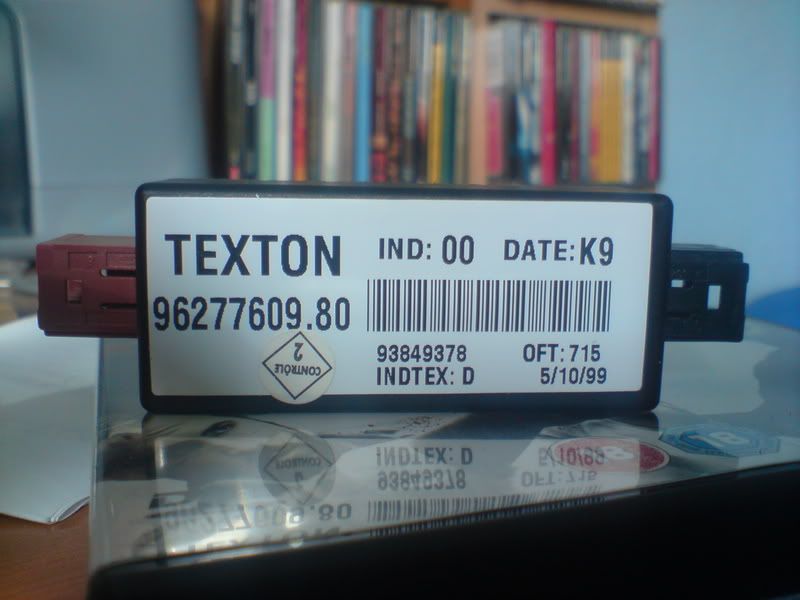 TEXTON
96277609.80
2
CONTRÔLE
IND: 00 DATE: K9
93849378 OFT: 715
INDTEX: D 5/10/99